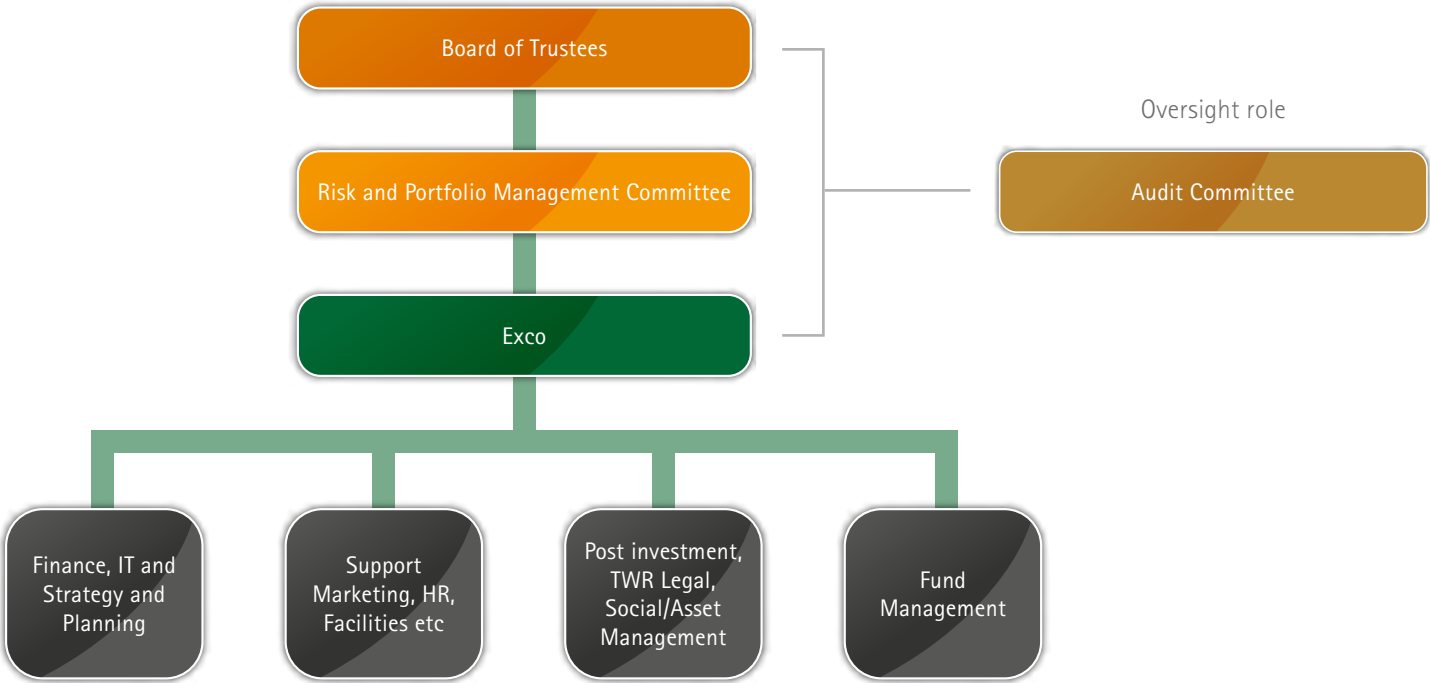 Board of Trustees
Oversight role
Risk and Portfolio Management Committee
Audit Committee
Exco
Finance, IT and
Strategy and
Planning
Support
Marketing, HR,
Facilities etc
Post investment,
TWR Legal,
Social/Asset
Management
Fund
Management